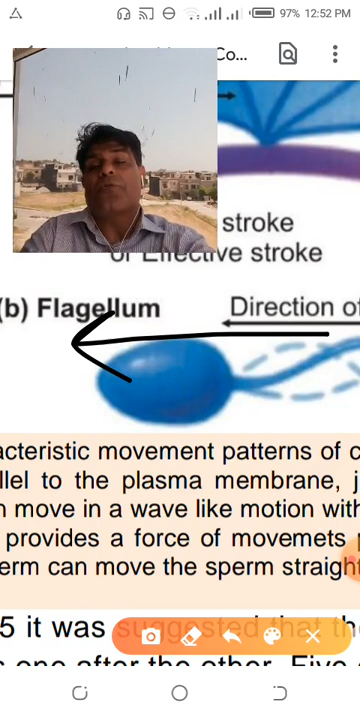 97% 12:52 PM
Co...
stroke
or Effective stroke
(b) Flagellum
Direction of
acteristic movement patterns of c
llel to the plasma membrane, j
n move in a wave like motion with
provides a force of movemets
erm can move the sperm straight
5 it was suggested that the
one after the other. Five